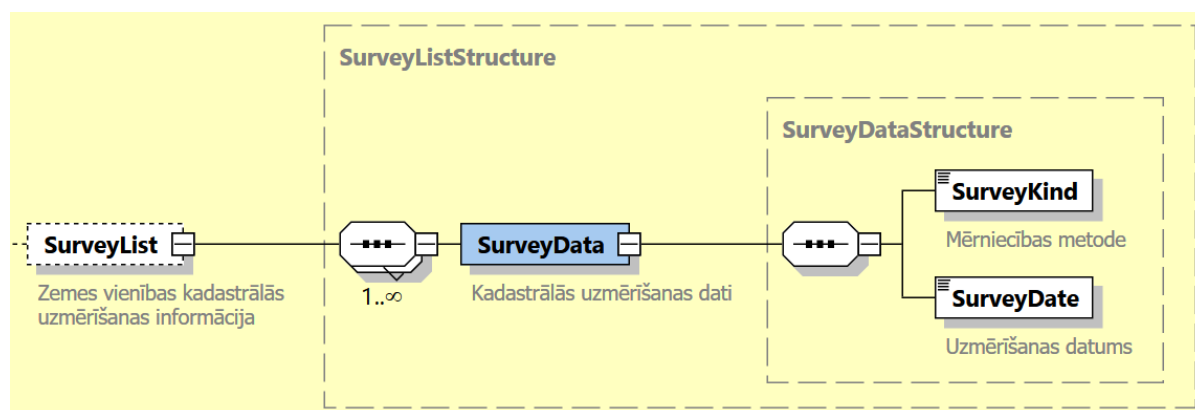 SurveyListStructure
SurveyDataStructure
SurveyKind
Mērniecības metode
SurveyList
SurveyData
1..∞
Zemes vienības kadastrālās
uzmērīšanas informācija
Kadastrālās uzmērīšanas dati
SurveyDate
Uzmērīšanas datums